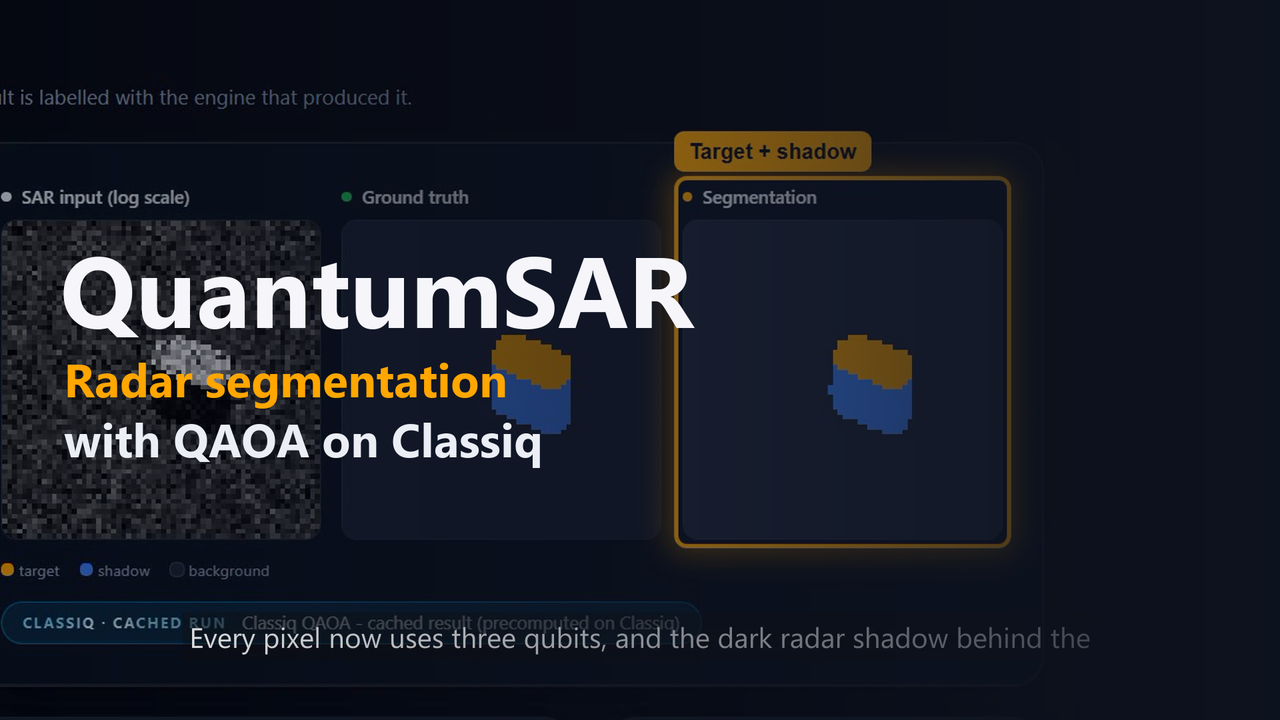 ult is labelled with the engine that produced it.
Target + shadow
SAR input (log scale)
Ground truth
Segmentation
QuantumSAR
Radar segmentation
with QAOA on Classiq
target
shadow
background
CLASSIQ · CACHED RUN
Classiq QAOA - cached result (precomputed on Classiq)
Every pixel now uses three qubits, and the dark radar shadow behind the